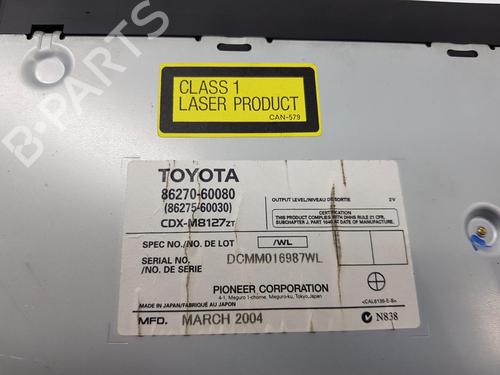 B-PARTS
CLASS 1
LASER PRODUCT
CAN-579
TOYOTA
86270-60080
(86275-60030)
CDX-M8127ZT
OUTPUT LEVEL/NIVEAU DE SORTIE 2V
CERTIFICATION
THIS PRODUCT COMPLIES WITH DHHS RULE 21 CFR,
SUBCHAPTER J, PART 1040 AT DATE OF MANUFACTURE.
SPEC NO./NO. DE LOT /WL
SERIAL NO.
/NO. DE SERIE DCMM016987WL
PIONEER CORPORATION
4-1, Meguro 1-chome, Meguro-ku, Tokyo, Japan
MADE IN JAPAN/FABRIQUÉ AU JAPON
<CAL8136-E-B>
MFD. MARCH 2004
N838